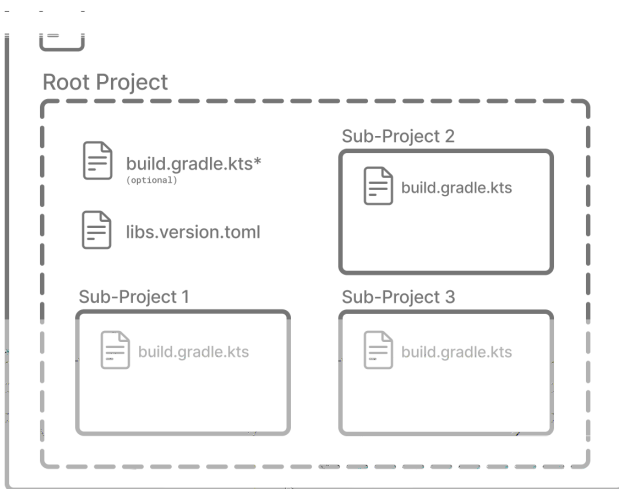 Root Project
build.gradle.kts*
(optional)
libs.version.toml
Sub-Project 2
build.gradle.kts
Sub-Project 1
build.gradle.kts
Sub-Project 3
build.gradle.kts